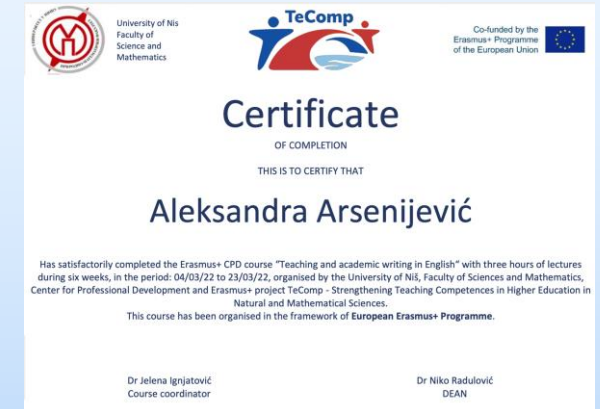 University of Nis
Faculty of
Science and
Mathematics
TeComp
Co-funded by the
Erasmus+ Programme
of the European Union
Certificate
OF COMPLETION
THIS IS TO CERTIFY THAT
Aleksandra Arsenijević
Has satisfactorily completed the Erasmus+ CPD course "Teaching and academic writing in English" with three hours of lectures
during six weeks, in the period: 04/03/22 to 23/03/22, organised by the University of Niš, Faculty of Sciences and Mathematics,
Center for Professional Development and Erasmus+ project TeComp - Strengthening Teaching Competences in Higher Education in
Natural and Mathematical Sciences.
This course has been organised in the framework of European Erasmus+ Programme.
Dr Jelena Ignjatović
Course coordinator
Dr Niko Radulović
DEAN